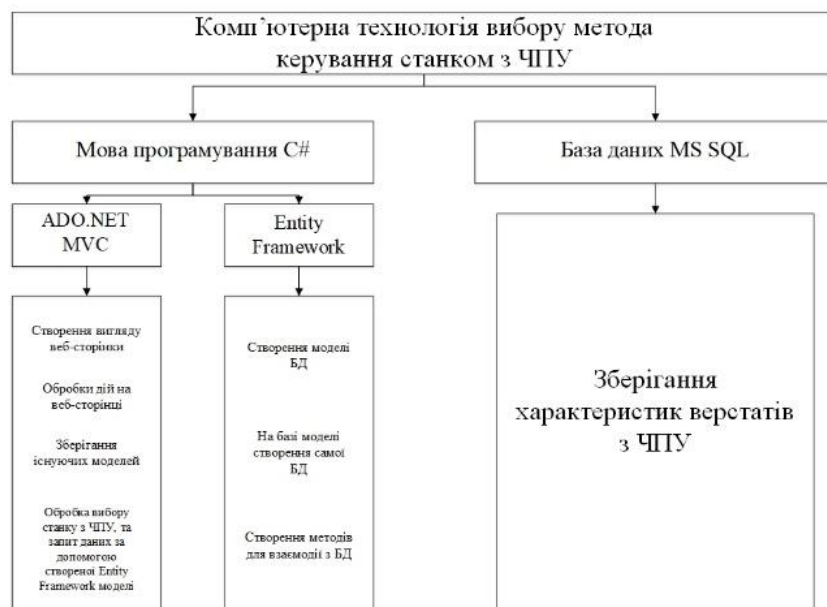 Комп’ютерна технологія вибору метода
керування станком з ЧПУ
Мова програмування C#
База даних MS SQL
ADO.NET
MVC
Entity
Framework
Створення вигляду
веб-сторінки
Обробки дій на
веб-сторінці
Зберігання
існуючих моделей
Обробка вибору
станку з ЧПУ, та
запит даних за
допомогою
створеної Entity
Framework моделі
Створення моделі
БД
На базі моделі
створення самої
БД
Створення методів
для взаємодії з БД
Зберігання
характеристик верстатів
з ЧПУ